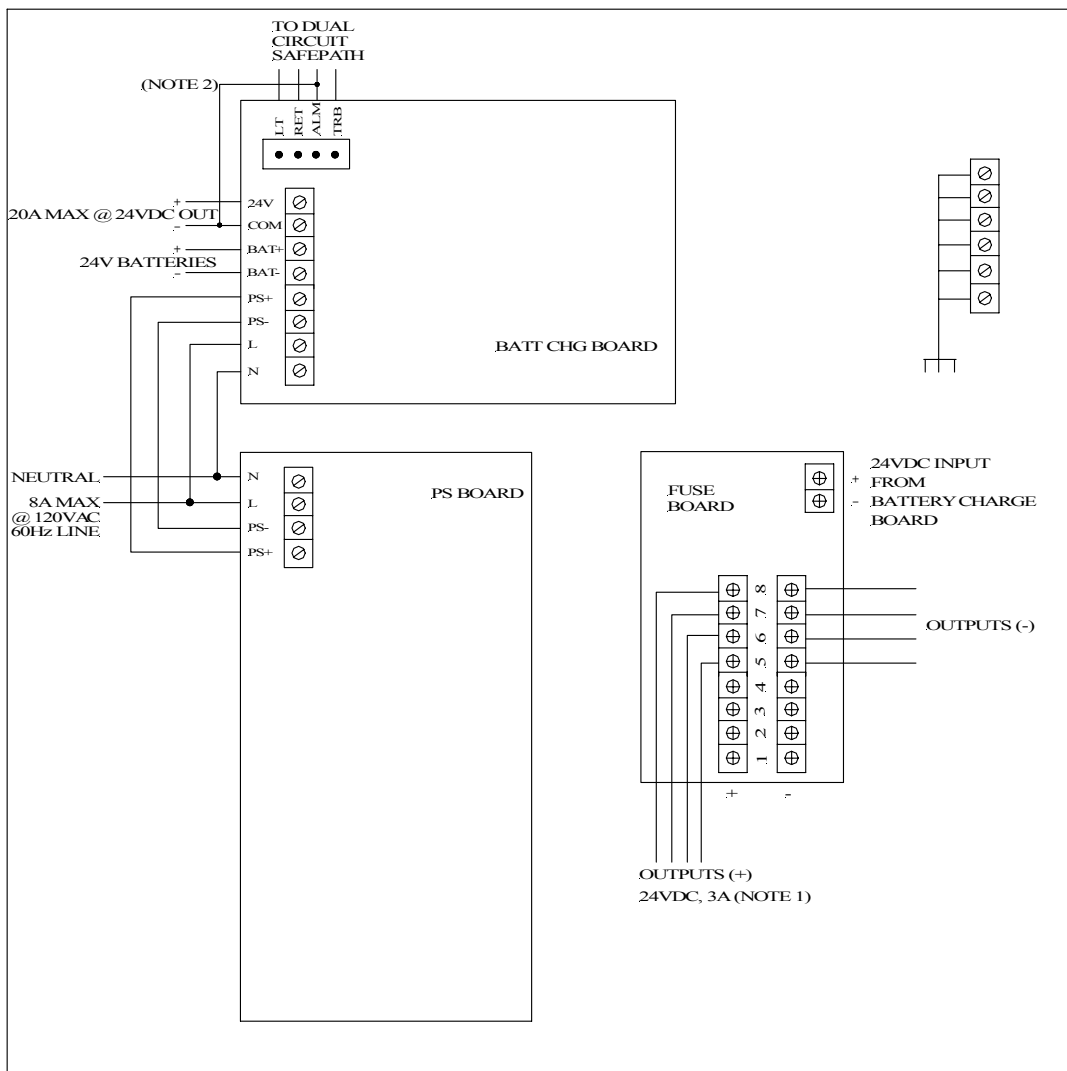 TO DUAL
CIRCUIT
SAFEPATH
(NOTE 2)
LT
RET
ALM
TRB
+
24V
20A MAX @ 24VDC OUT
-
COM
+
BAT+
24V BATTERIES
-
BAT-
PS+
PS-
L
BATT CHG BOARD
N
NEUTRAL
N
PS BOARD
8A MAX
@ 120VAC
60Hz LINE
L
PS-
PS+
FUSE
BOARD
+
-
24VDC INPUT
FROM
BATTERY CHARGE
BOARD
8
7
6
5
4
3
2
1
OUTPUTS (-)
+ -
OUTPUTS (+)
24VDC, 3A (NOTE 1)